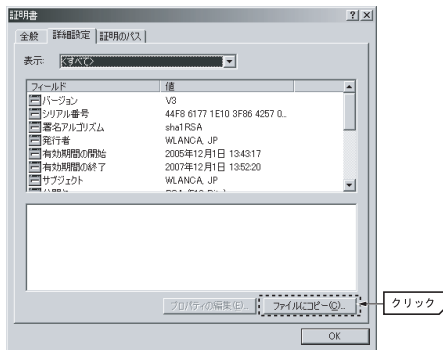 証明書
全般 詳細設定 証明のパス
表示: <すべて>
フィールド 値
バージョン V3
シリアル番号 44F8 6177 1E10 3F86 4257 0..
署名アルゴリズム sha1RSA
発行者 WLANCA, JP
有効期間の開始 2005年12月1日 13:43:17
有効期間の終了 2007年12月1日 13:52:20
サブジェクト WLANCA, JP
プロパティの編集(E)... ファイルにコピー(C)...
クリック
OK